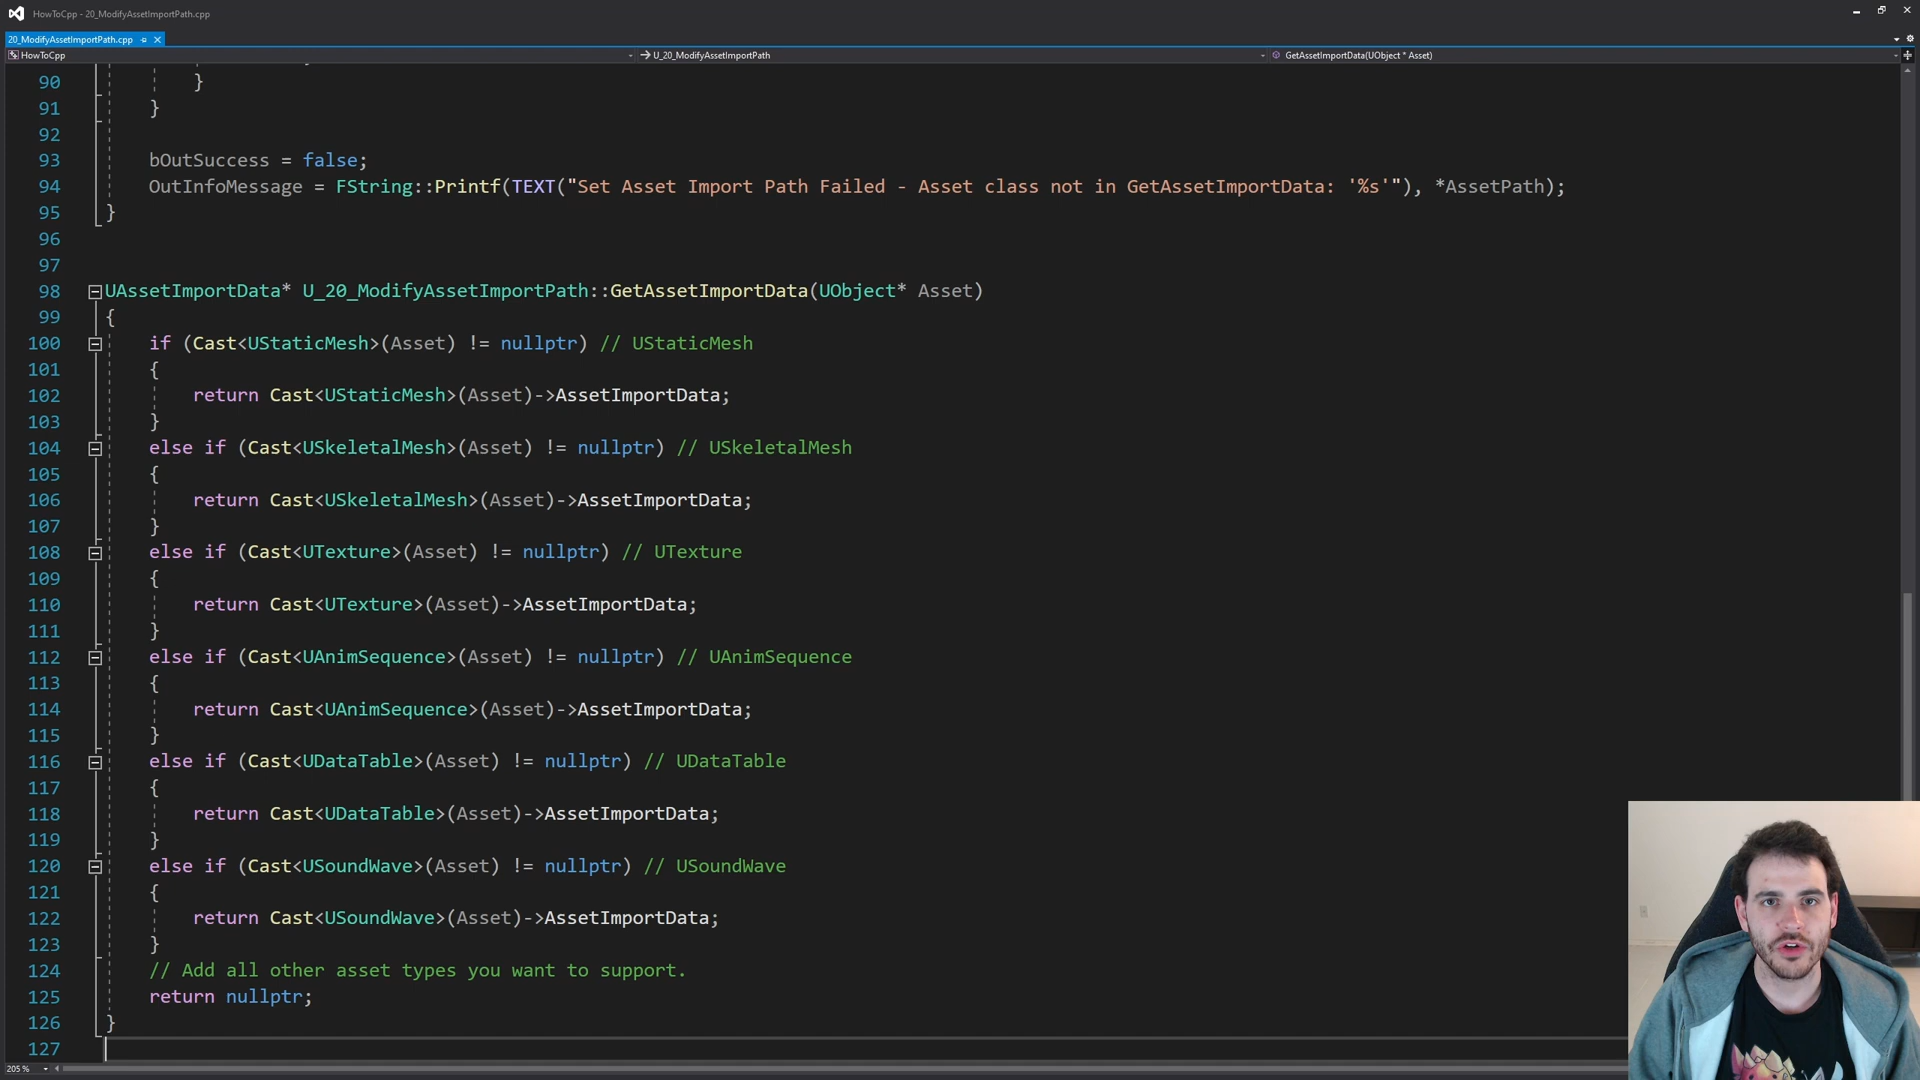 HowToCpp - 20_ModifyAssetImportPath.cpp
20_ModifyAssetImportPath.cpp
HowToCpp
U_20_ModifyAssetImportPath
GetAssetImportData(UObject * Asset)
90 }
91 }
92
93 bOutSuccess = false;
94 OutInfoMessage = FString::Printf(TEXT("Set Asset Import Path Failed - Asset class not in GetAssetImportData: '%s'"), *AssetPath);
95 }
96
97
98 UAssetImportData* U_20_ModifyAssetImportPath::GetAssetImportData(UObject* Asset)
99 {
100 if (Cast<UStaticMesh>(Asset) != nullptr) // UStaticMesh
101 {
102 return Cast<UStaticMesh>(Asset)->AssetImportData;
103 }
104 else if (Cast<USkeletalMesh>(Asset) != nullptr) // USkeletalMesh
105 {
106 return Cast<USkeletalMesh>(Asset)->AssetImportData;
107 }
108 else if (Cast<UTexture>(Asset) != nullptr) // UTexture
109 {
110 return Cast<UTexture>(Asset)->AssetImportData;
111 }
112 else if (Cast<UAnimSequence>(Asset) != nullptr) // UAnimSequence
113 {
114 return Cast<UAnimSequence>(Asset)->AssetImportData;
115 }
116 else if (Cast<UDataTable>(Asset) != nullptr) // UDataTable
117 {
118 return Cast<UDataTable>(Asset)->AssetImportData;
119 }
120 else if (Cast<USoundWave>(Asset) != nullptr) // USoundWave
121 {
122 return Cast<USoundWave>(Asset)->AssetImportData;
123 }
124 // Add all other asset types you want to support.
125 return nullptr;
126 }
127
205 %